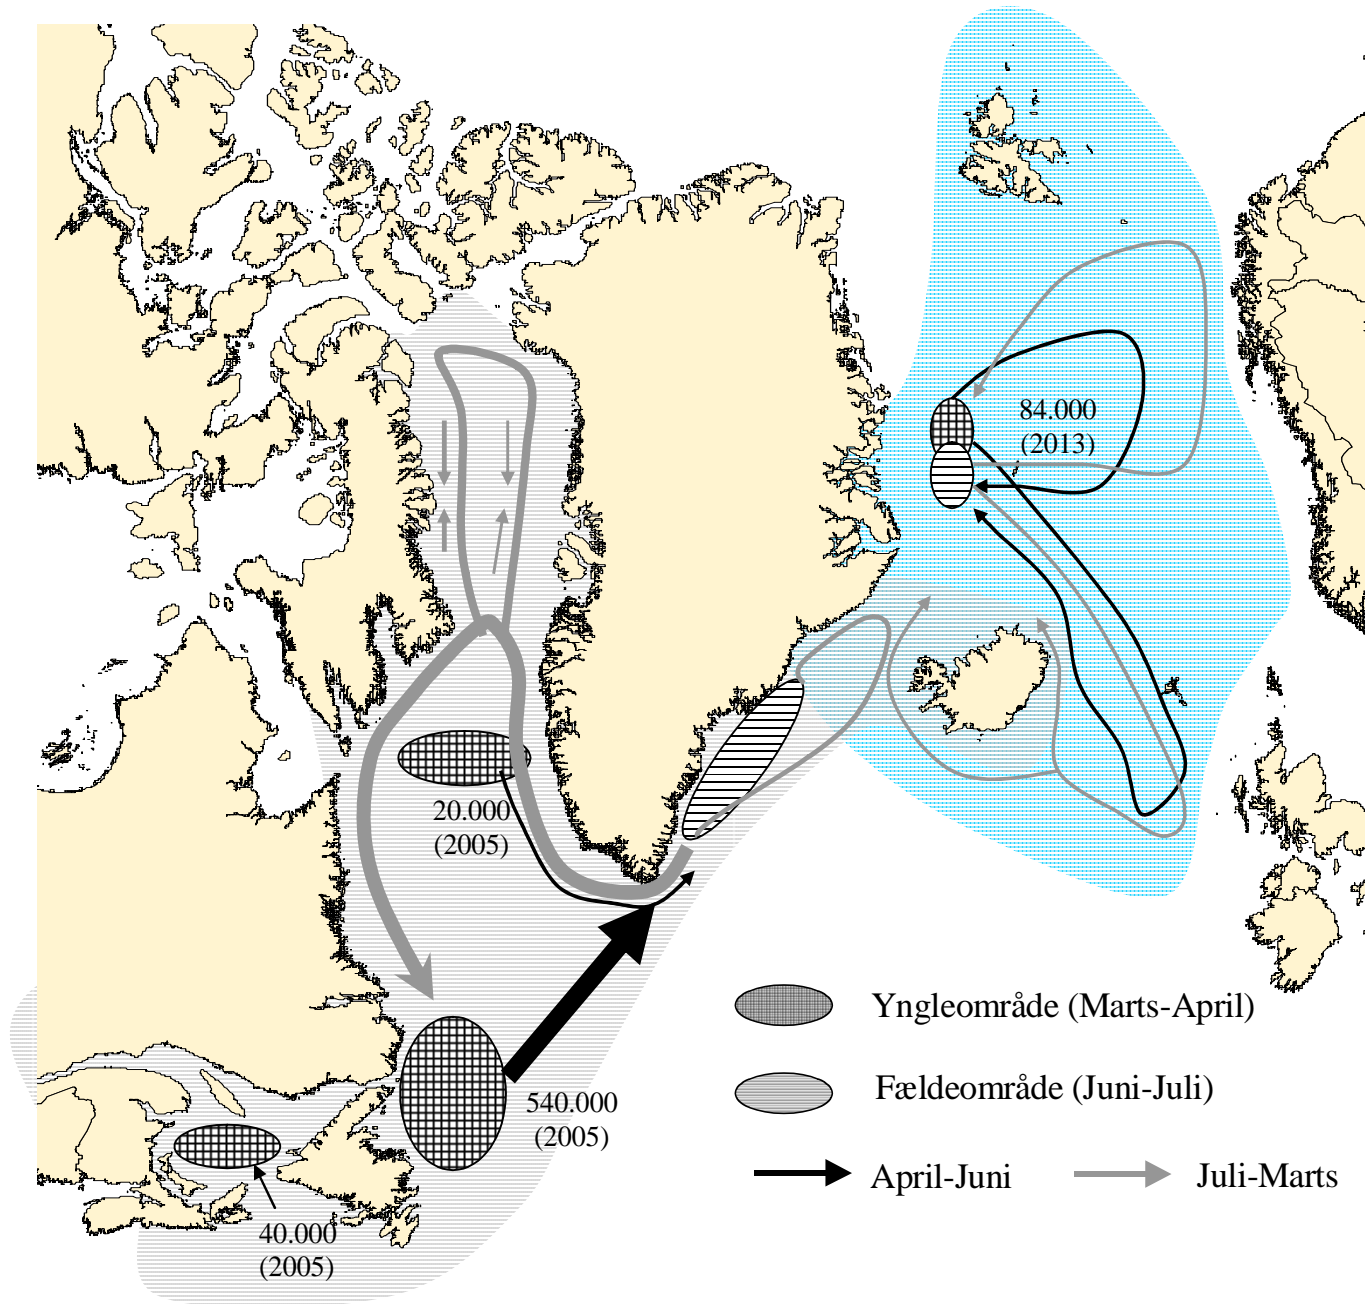 84.000
(2013)
20.000
(2005)
540.000
(2005)
40.000
(2005)
Yngleområde (Marts-April)
Fældeområde (Juni-Juli)
April-Juni
Juli-Marts